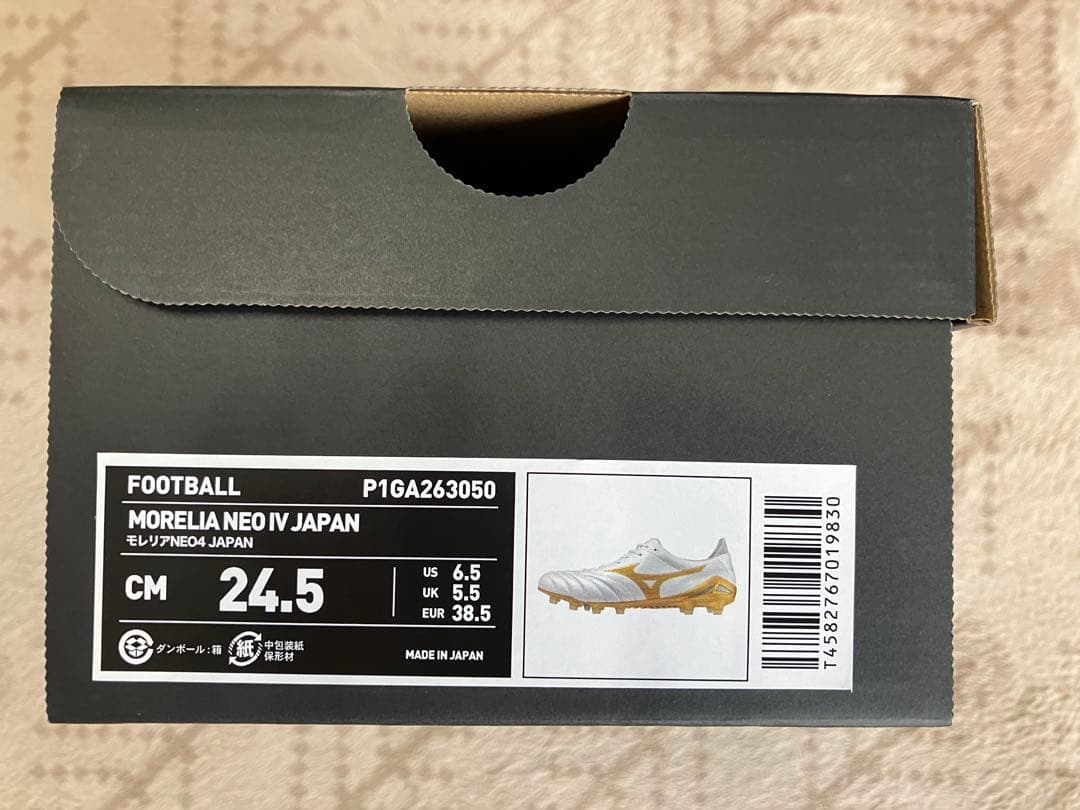 FOOTBALL P1GA263050
MORELIA NEO IV JAPAN
モレリアNEO4 JAPAN
CM 24.5
US 6.5
UK 5.5
EUR 38.5
ダンボール:箱
紙 中包装紙
保形材
MADE IN JAPAN
T4582767019830